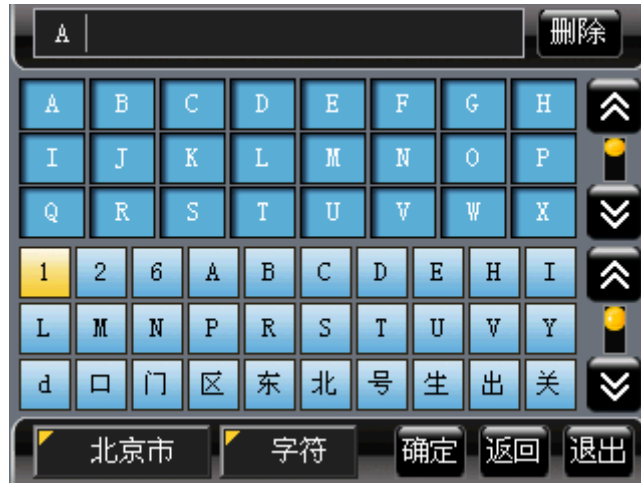 A 删除
A B C D E F G H
I J K L M N O P
Q R S T U V W X
1 2 6 A B C D E H I
L M N P R S T U V Y
d 口 门 区 东 北 号 生 出 关
北京市 字符 确定 返回 退出